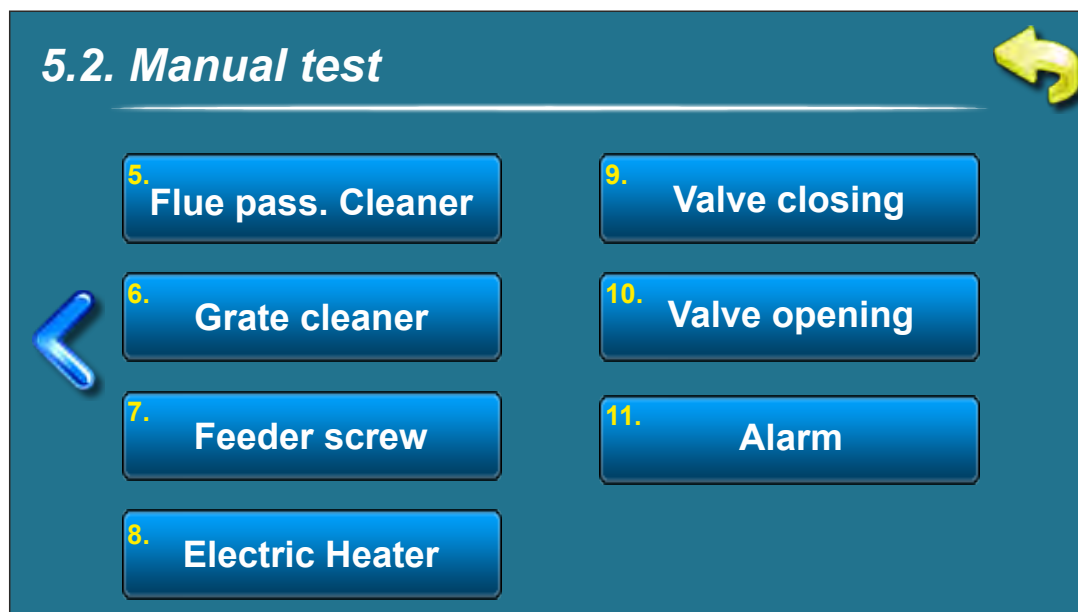 5.2. Manual test
5.
Flue pass. Cleaner
6.
Grate cleaner
7.
Feeder screw
8.
Electric Heater
9.
Valve closing
10.
Valve opening
11.
Alarm